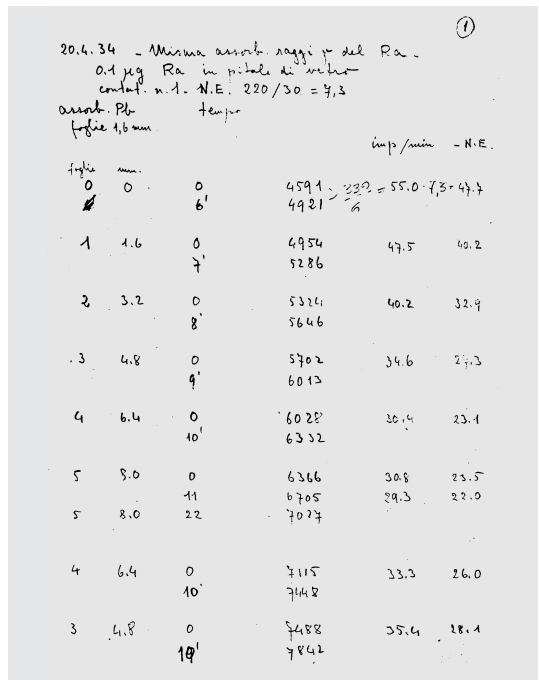 1
20.4.34 - Misura assorb. raggi γ del Ra -
0.1 μg Ra in pitale di vetro
contat. n.1 - N.E. 220/30 = 7,3
assorb. Pb tempo
foglie 1,6 mm.
imp/min - N.E.
foglie mm.
0 0 0 4591 330 = 55.0 - 7,3 = 47.7
6' 4921 6
1 1.6 0 4954 47.5 40.2
7' 5286
2 3.2 0 5324 40.2 32.9
8' 5646
3 4.8 0 5702 34.6 27.3
9' 6013
4 6.4 0 6028 30.4 23.1
10' 6332
5 8.0 0 6366 30.8 23.5
11 6705 29.3 22.0
5 8.0 22 7027
4 6.4 0 7115 33.3 26.0
10' 7448
3 4.8 0 7488 35.4 28.1
10' 7842